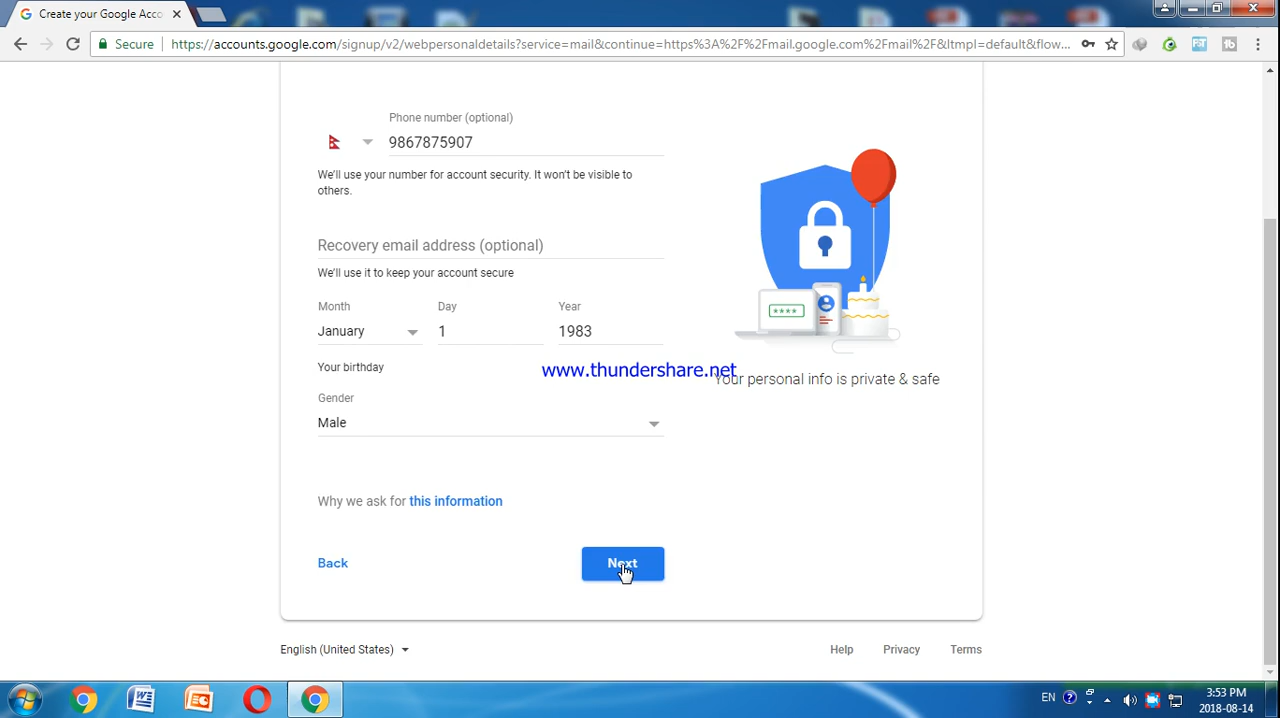 Create your Google Acco
Secure
https://accounts.google.com/signup/v2/webpersonaldetails?service=mail&continue=https%3A%2F%2Fmail.google.com%2Fmail%2F&ltmpl=default&flow...
Phone number (optional)
9867875907
We'll use your number for account security. It won't be visible to
others.
Recovery email address (optional)
We'll use it to keep your account secure
Month Day Year
January 1 1983
Your birthday
www.thundershare.net
Your personal info is private & safe
Gender
Male
Why we ask for this information
Back
Next
English (United States)
Help Privacy Terms
EN
3:53 PM
2018-08-14